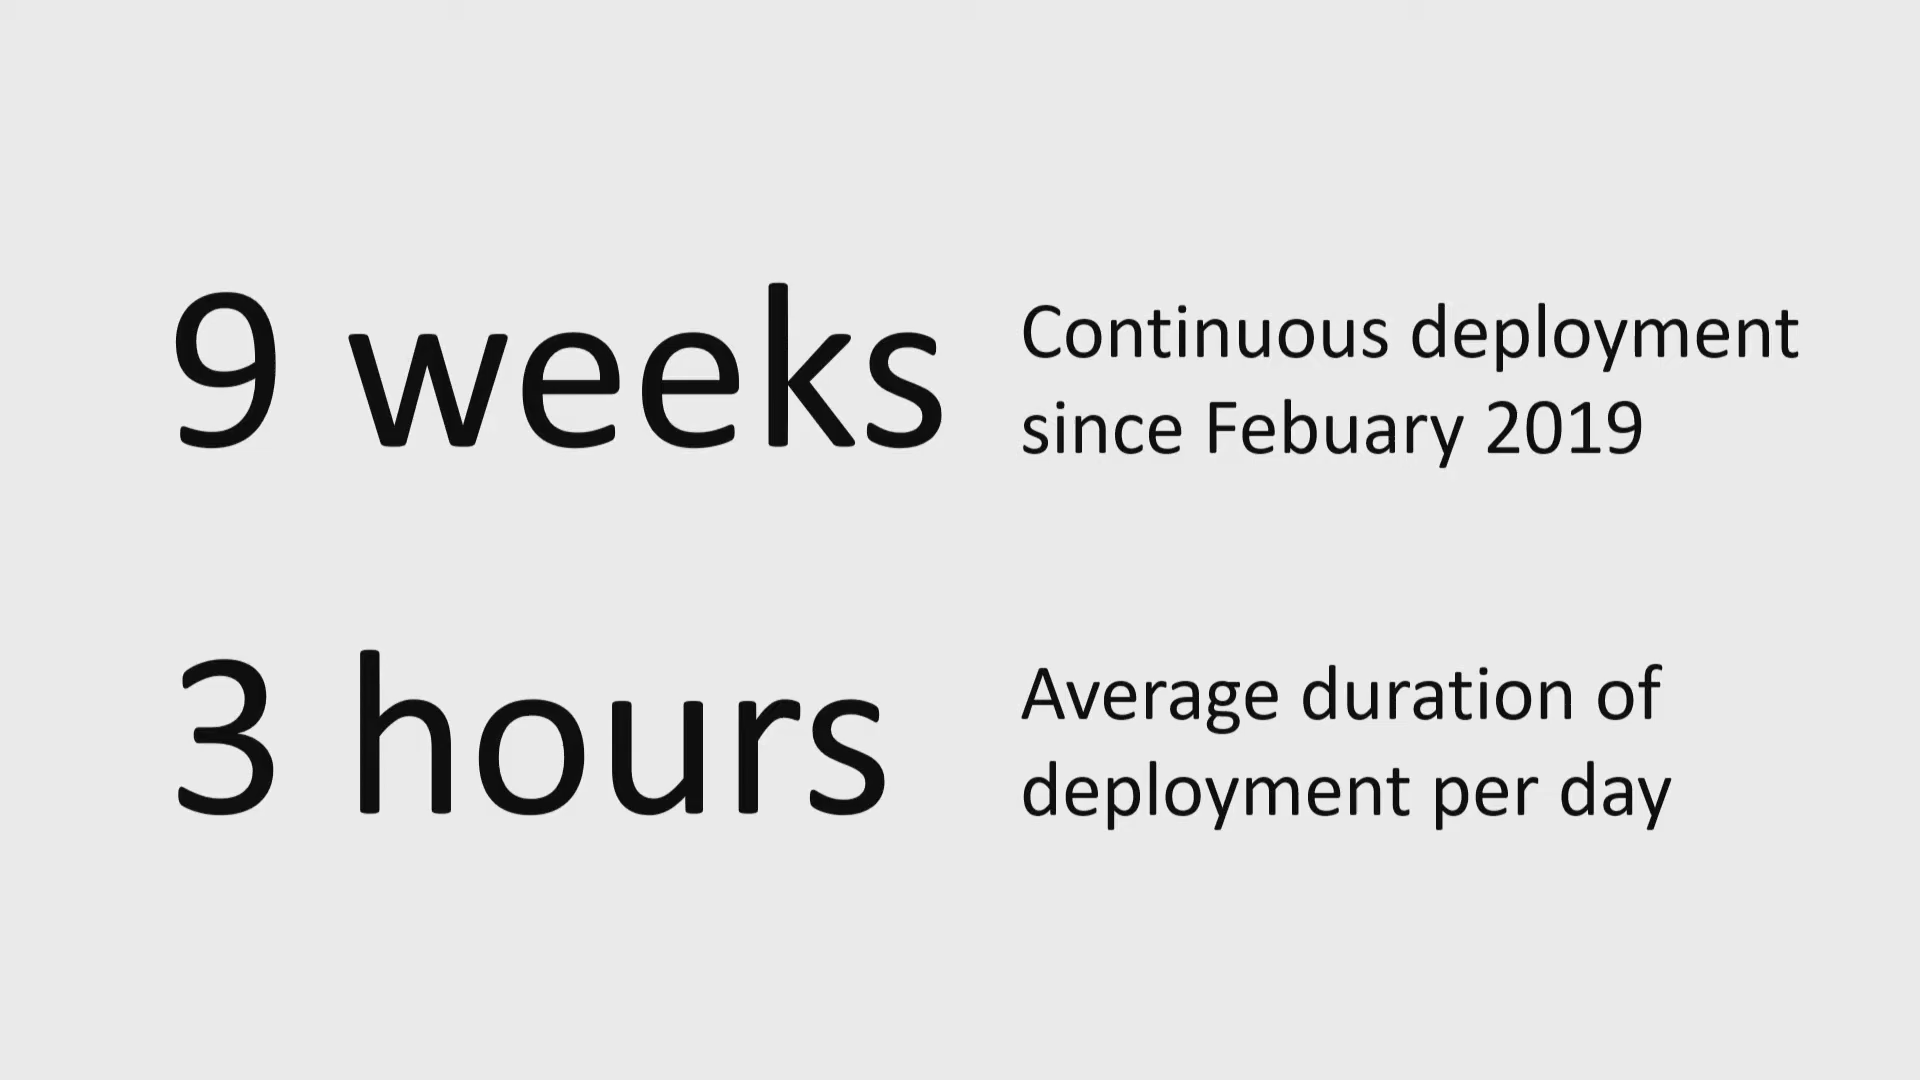 9 weeks
Continuous deployment
since Febuary 2019
3 hours
Average duration of
deployment per day